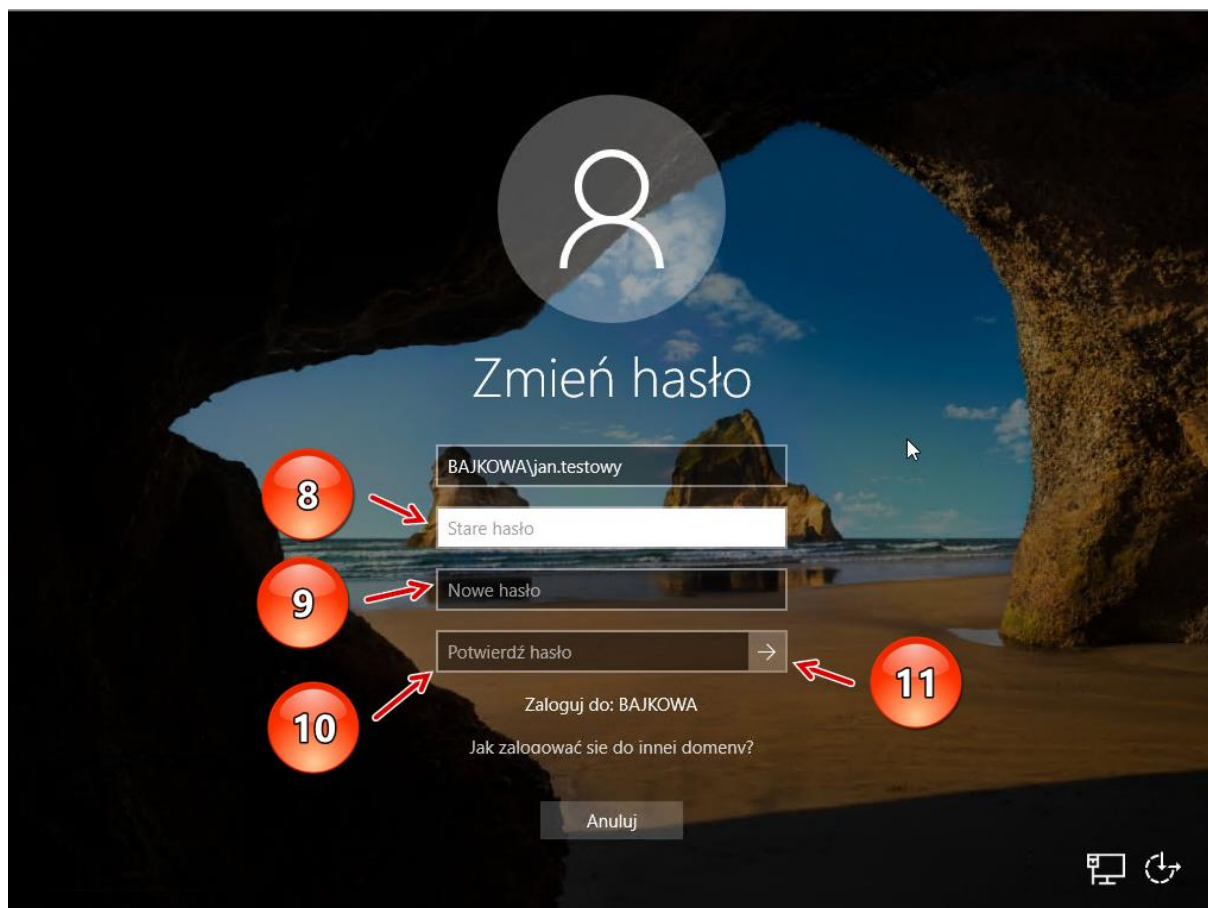 Zmień hasło
BAJKOWA\jan.testowy
8
Stare hasło
9
Nowe hasło
Potwierdź hasło
11
10
Zaloguj do: BAJKOWA
Jak zalogować się do innej domeny?
Anuluj